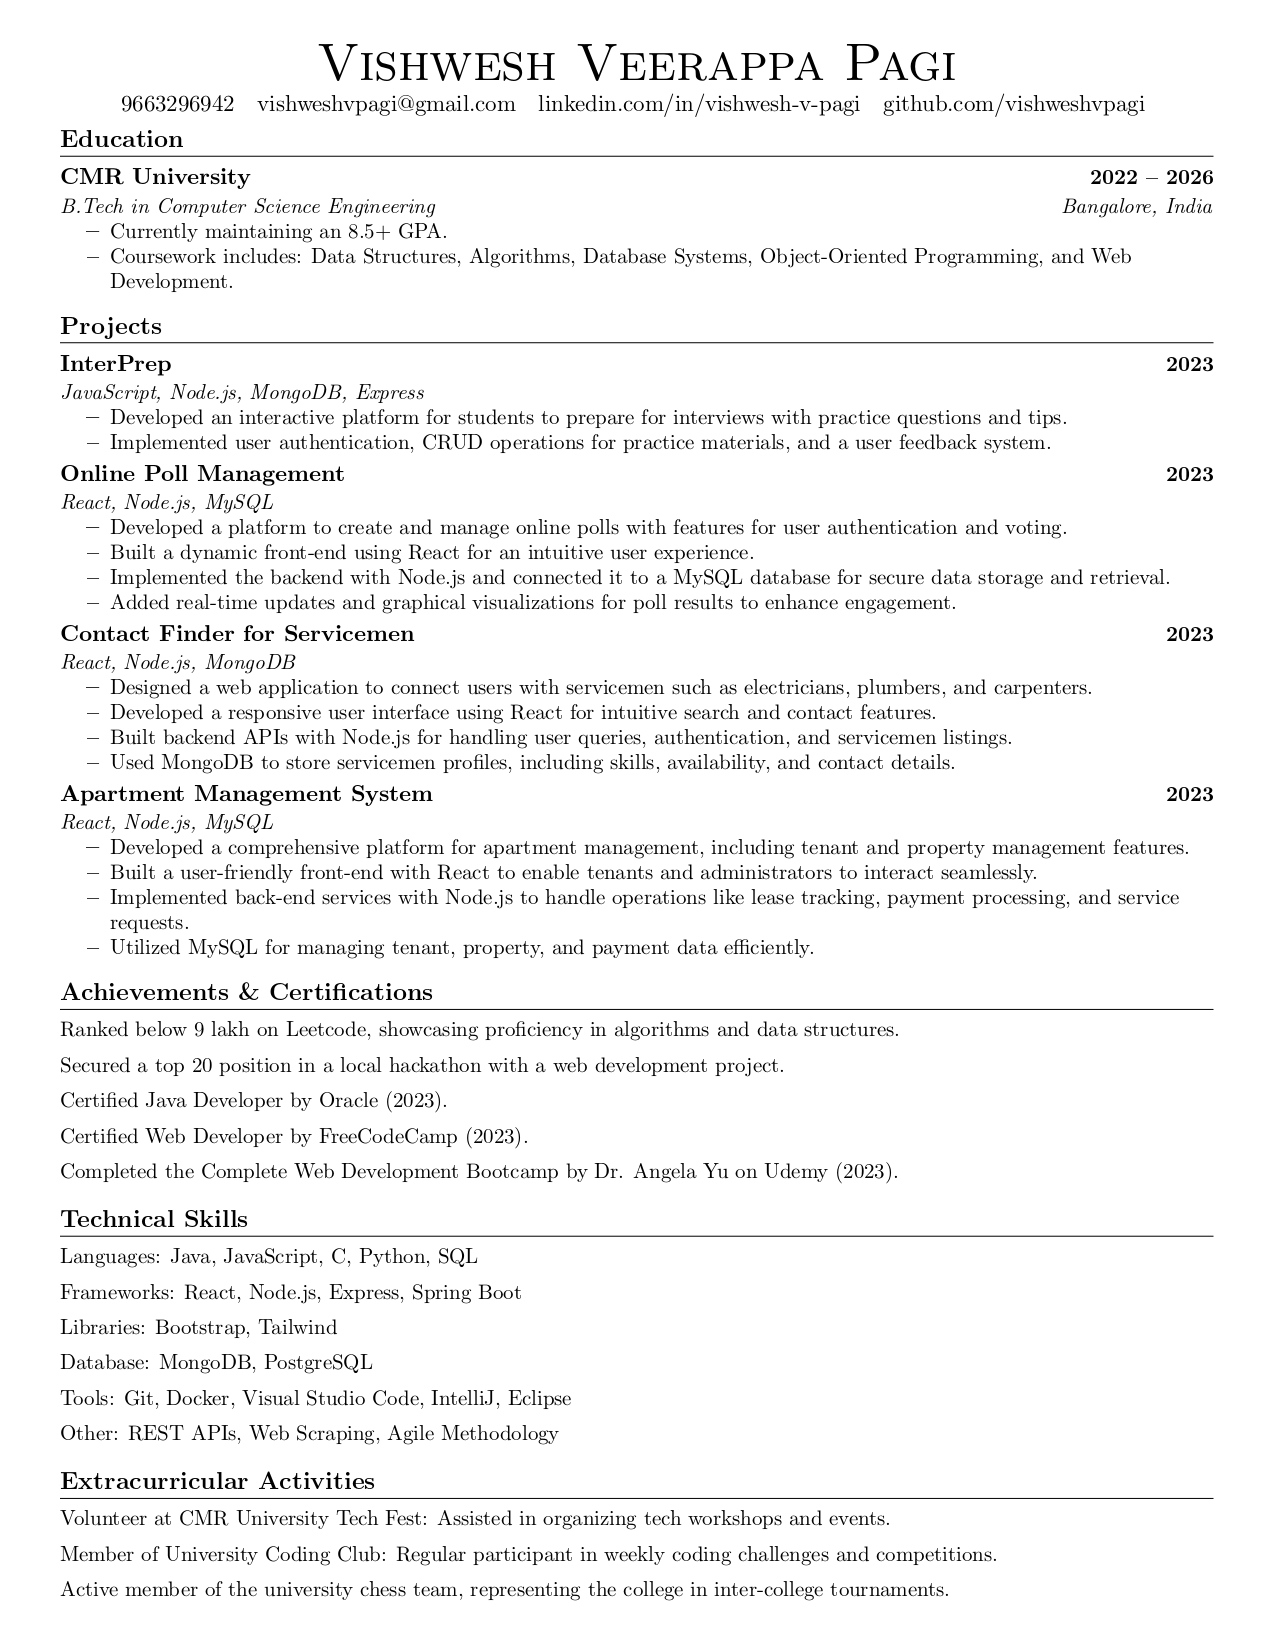 Vishwesh Veerappa Pagi
9663296942 vishweshvpagi@gmail.com linkedin.com/in/vishwesh-v-pagi github.com/vishweshvpagi
Education
CMR University 2022 – 2026
B.Tech in Computer Science Engineering Bangalore, India
– Currently maintaining an 8.5+ GPA.
– Coursework includes: Data Structures, Algorithms, Database Systems, Object-Oriented Programming, and Web
Development.
Projects
InterPrep 2023
JavaScript, Node.js, MongoDB, Express
– Developed an interactive platform for students to prepare for interviews with practice questions and tips.
– Implemented user authentication, CRUD operations for practice materials, and a user feedback system.
Online Poll Management 2023
React, Node.js, MySQL
– Developed a platform to create and manage online polls with features for user authentication and voting.
– Built a dynamic front-end using React for an intuitive user experience.
– Implemented the backend with Node.js and connected it to a MySQL database for secure data storage and retrieval.
– Added real-time updates and graphical visualizations for poll results to enhance engagement.
Contact Finder for Servicemen 2023
React, Node.js, MongoDB
– Designed a web application to connect users with servicemen such as electricians, plumbers, and carpenters.
– Developed a responsive user interface using React for intuitive search and contact features.
– Built backend APIs with Node.js for handling user queries, authentication, and servicemen listings.
– Used MongoDB to store servicemen profiles, including skills, availability, and contact details.
Apartment Management System 2023
React, Node.js, MySQL
– Developed a comprehensive platform for apartment management, including tenant and property management features.
– Built a user-friendly front-end with React to enable tenants and administrators to interact seamlessly.
– Implemented back-end services with Node.js to handle operations like lease tracking, payment processing, and service
requests.
– Utilized MySQL for managing tenant, property, and payment data efficiently.
Achievements & Certifications
Ranked below 9 lakh on Leetcode, showcasing proficiency in algorithms and data structures.
Secured a top 20 position in a local hackathon with a web development project.
Certified Java Developer by Oracle (2023).
Certified Web Developer by FreeCodeCamp (2023).
Completed the Complete Web Development Bootcamp by Dr. Angela Yu on Udemy (2023).
Technical Skills
Languages: Java, JavaScript, C, Python, SQL
Frameworks: React, Node.js, Express, Spring Boot
Libraries: Bootstrap, Tailwind
Database: MongoDB, PostgreSQL
Tools: Git, Docker, Visual Studio Code, IntelliJ, Eclipse
Other: REST APIs, Web Scraping, Agile Methodology
Extracurricular Activities
Volunteer at CMR University Tech Fest: Assisted in organizing tech workshops and events.
Member of University Coding Club: Regular participant in weekly coding challenges and competitions.
Active member of the university chess team, representing the college in inter-college tournaments.